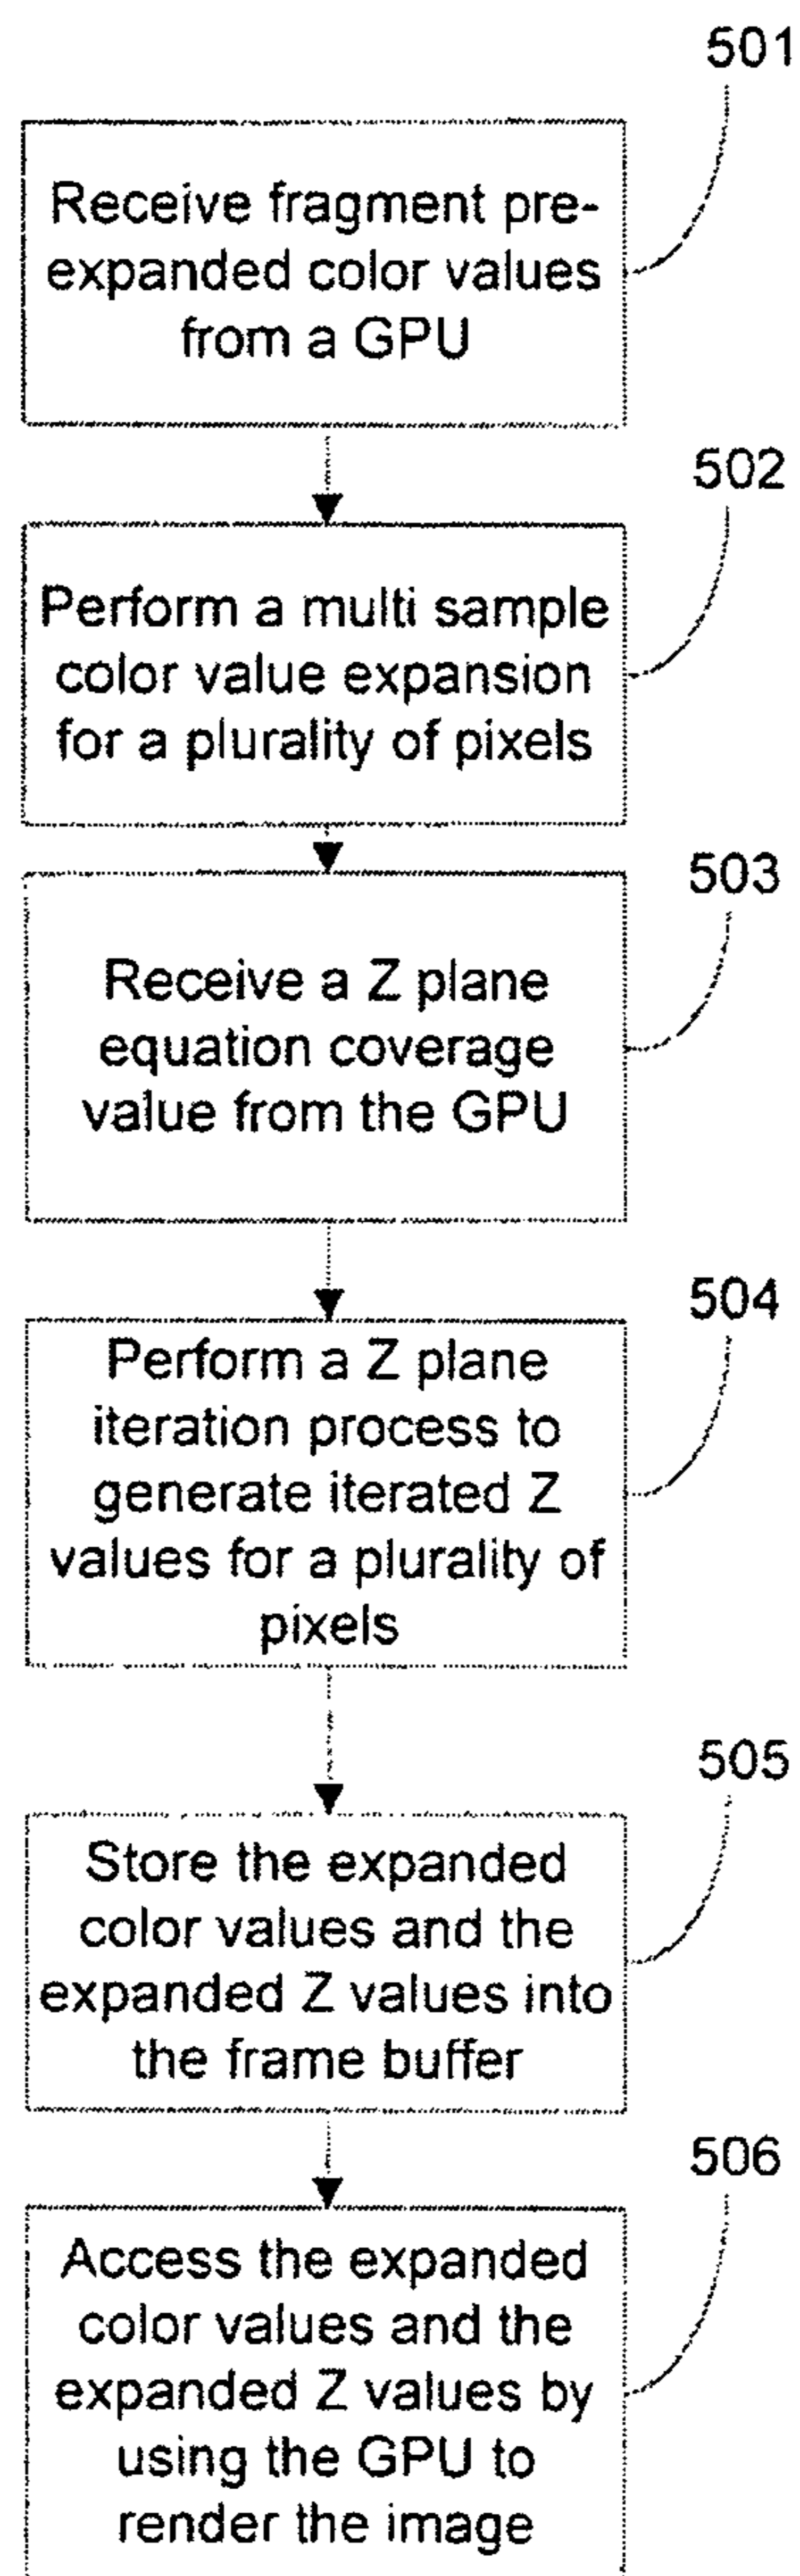 501
Receive fragment pre-
expanded color values
from a GPU
502
Perform a multi sample
color value expansion
for a plurality of pixels
503
Receive a Z plane
equation coverage
value from the GPU
504
Perform a Z plane
iteration process to
generate iterated Z
values for a plurality of
pixels
505
Store the expanded
color values and the
expanded Z values into
the frame buffer
506
Access the expanded
color values and the
expanded Z values by
using the GPU to
render the image